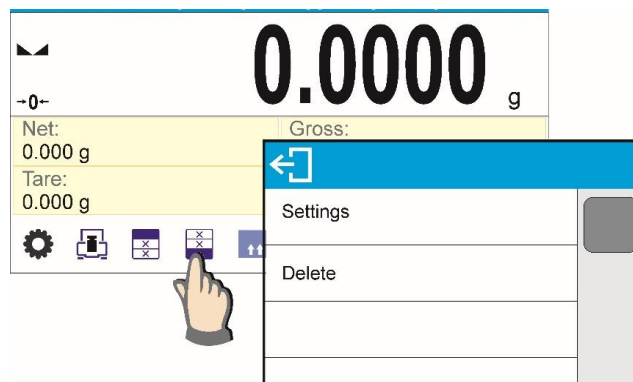 0.0000 g
→0←
Net:
0.000 g
Gross:
Tare:
0.000 g
Settings
Delete